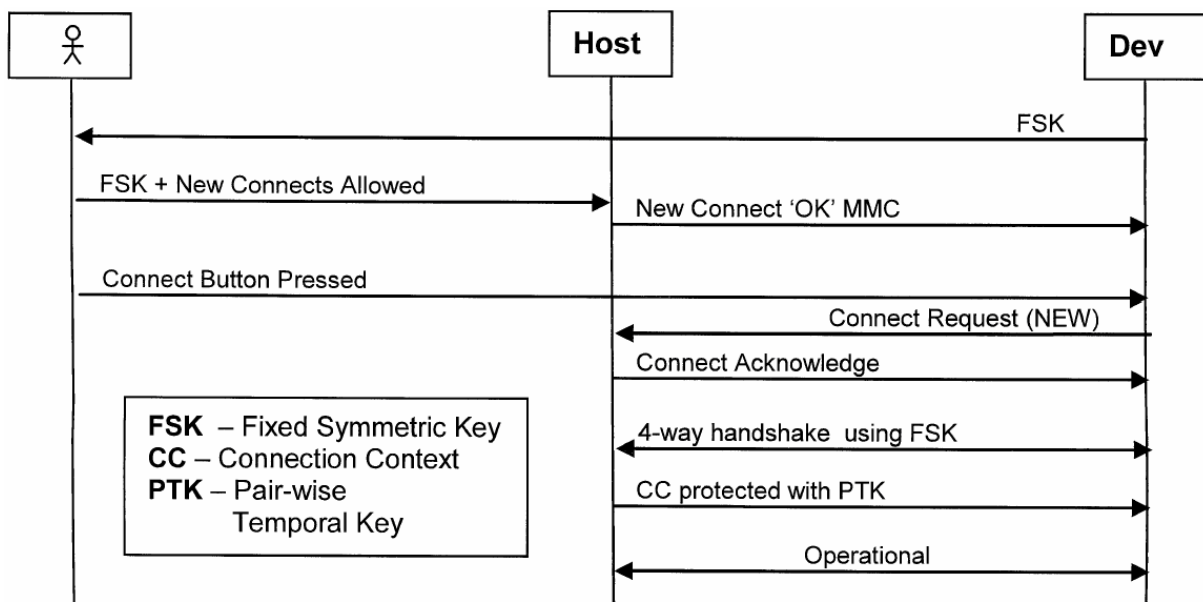 Host
Dev
FSK
FSK + New Connects Allowed
New Connect ‘OK’ MMC
Connect Button Pressed
Connect Request (NEW)
Connect Acknowledge
FSK – Fixed Symmetric Key
CC – Connection Context
PTK – Pair-wise
Temporal Key
4-way handshake using FSK
CC protected with PTK
Operational